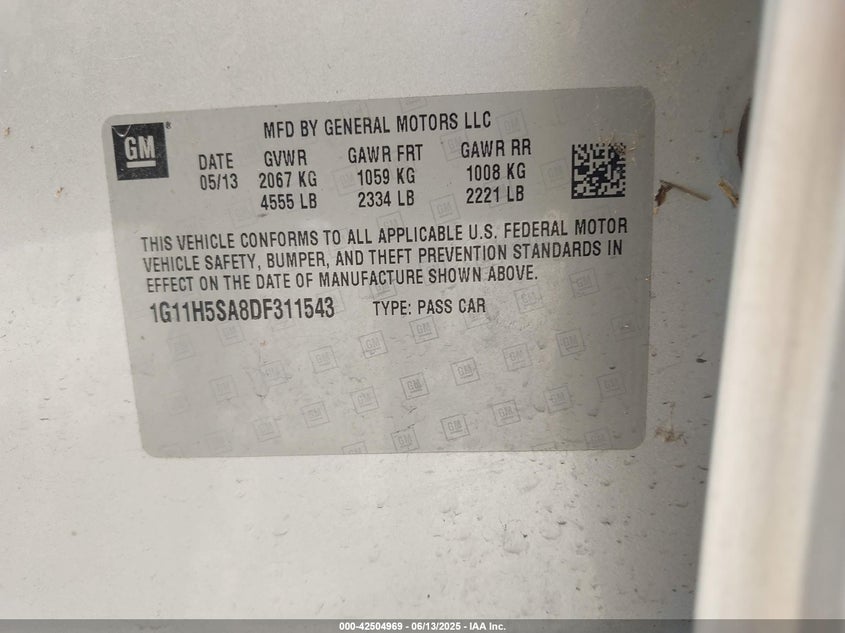 GM®
MFD BY GENERAL MOTORS LLC
DATE GVWR GAWR FRT GAWR RR
05/13 2067 KG 1059 KG 1008 KG
4555 LB 2334 LB 2221 LB
THIS VEHICLE CONFORMS TO ALL APPLICABLE U.S. FEDERAL MOTOR
VEHICLE SAFETY, BUMPER, AND THEFT PREVENTION STANDARDS IN
EFFECT ON THE DATE OF MANUFACTURE SHOWN ABOVE.
1G11H5SA8DF311543 TYPE: PASS CAR
000-42504969 - 06/13/2025 - IAA Inc.